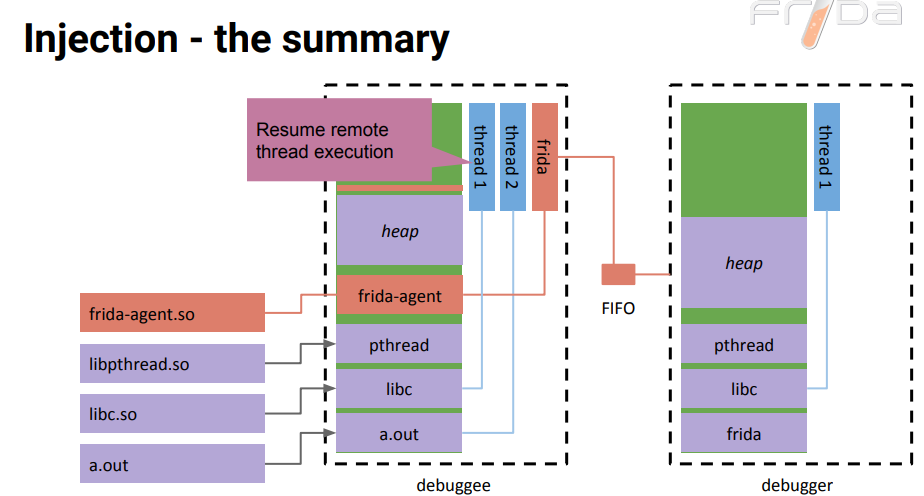 Injection - the summary
FRIDA
Resume remote
thread execution
thread 1
thread 2
frida
thread 1
heap
heap
frida-agent.so
frida-agent
FIFO
libpthread.so
pthread
pthread
libc.so
libc
libc
a.out
a.out
frida
debuggee
debugger